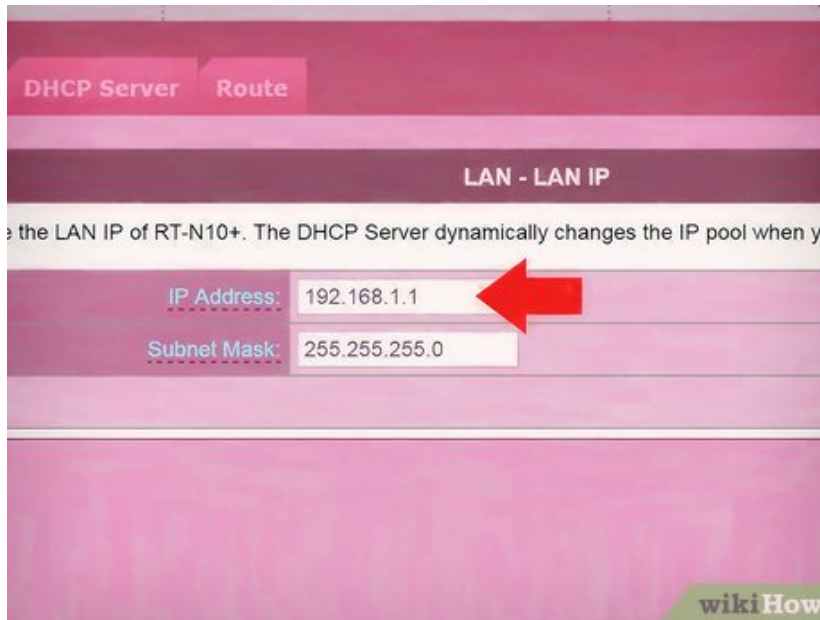 DHCP Server Route
LAN - LAN IP
the LAN IP of RT-N10+. The DHCP Server dynamically changes the IP pool when y
IP Address: 192.168.1.1
Subnet Mask: 255.255.255.0
wikiHow